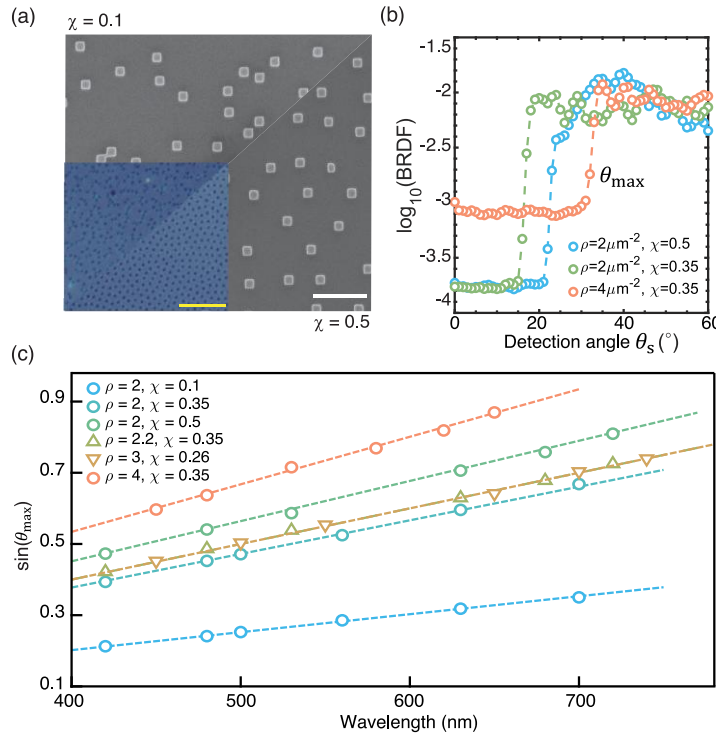 (a)
χ = 0.1
χ = 0.5
(b)
log₁₀(BRDF)
-1.5
-2
-2.5
-3
-3.5
-4
θmax
ρ=2μm⁻², χ=0.5
ρ=2μm⁻², χ=0.35
ρ=4μm⁻², χ=0.35
0 20 40 60
Detection angle θs(°)
(c)
sin(θmax)
0.9
0.7
0.5
0.3
0.1
ρ = 2, χ = 0.1
ρ = 2, χ = 0.35
ρ = 2, χ = 0.5
ρ = 2.2, χ = 0.35
ρ = 3, χ = 0.26
ρ = 4, χ = 0.35
400 500 600 700
Wavelength (nm)